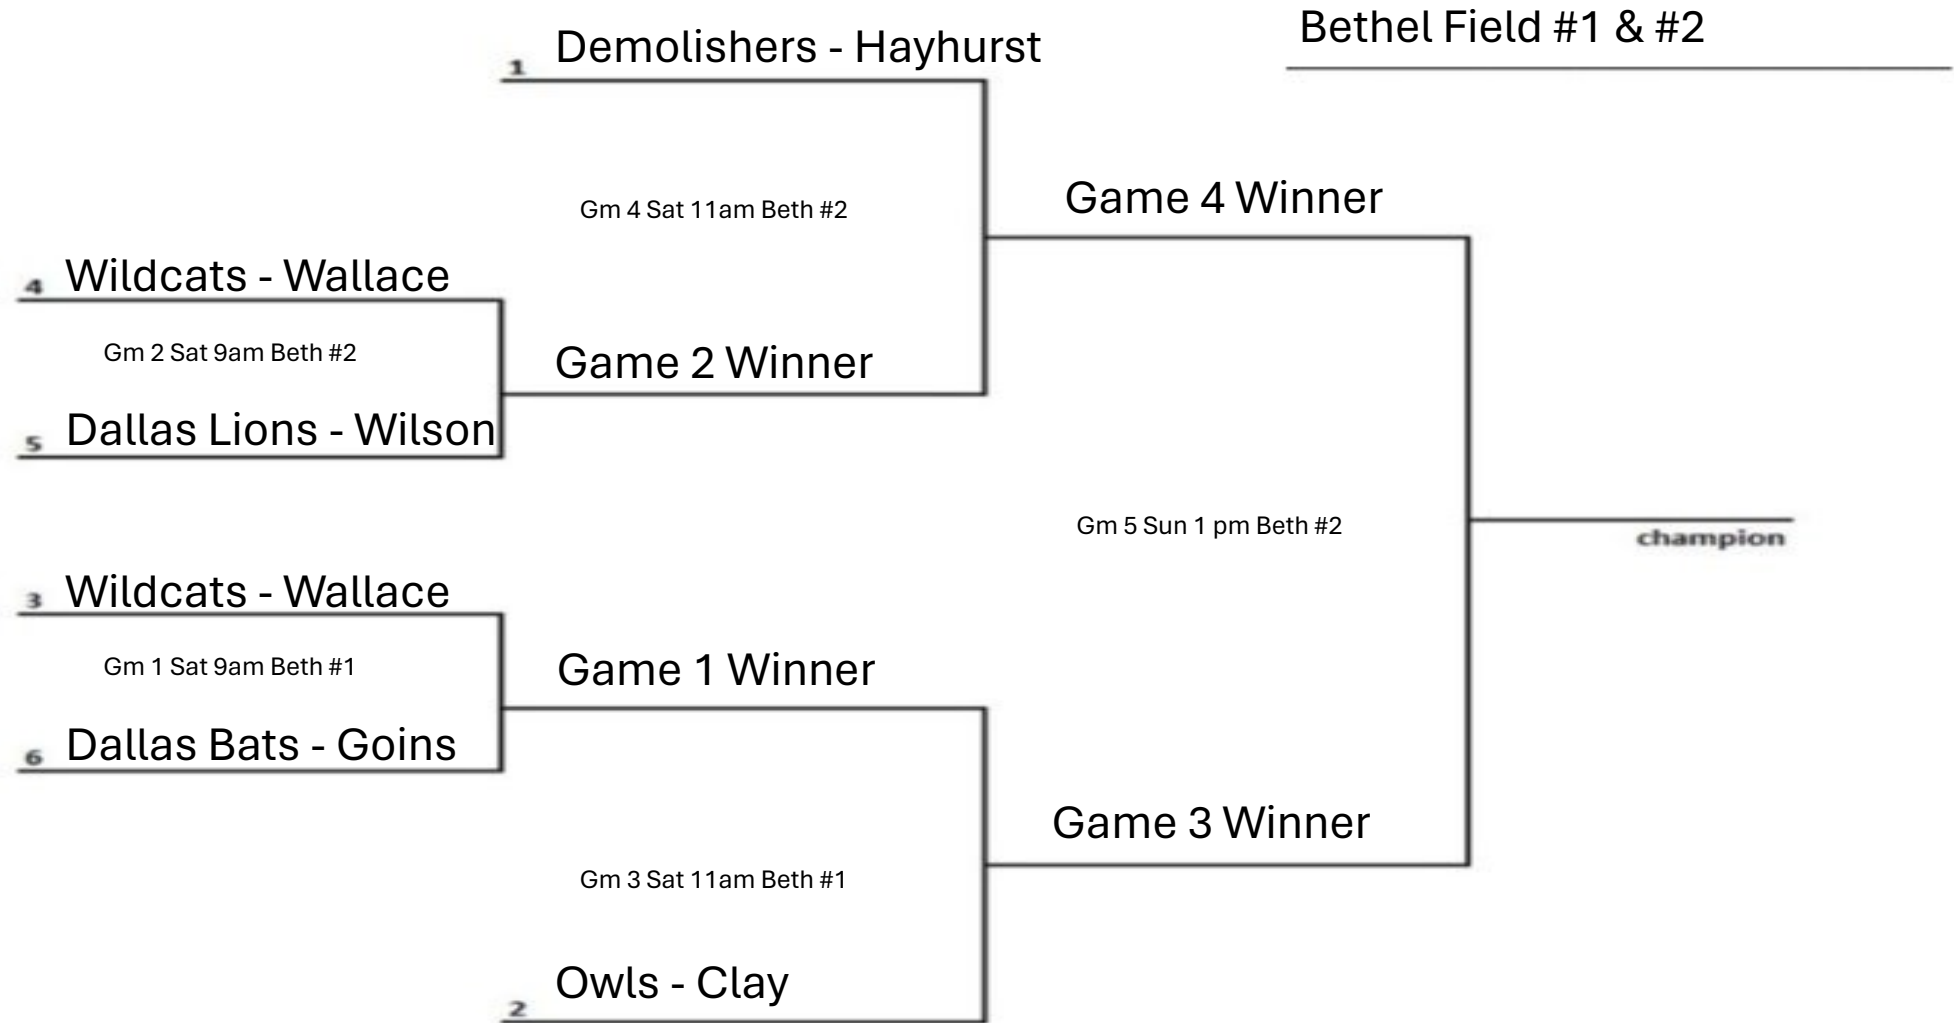 Bethel Field #1 & #2
1 Demolishers - Hayhurst
Gm 4 Sat 11am Beth #2
Game 4 Winner
4 Wildcats - Wallace
Gm 2 Sat 9am Beth #2
Game 2 Winner
5 Dallas Lions - Wilson
Gm 5 Sun 1 pm Beth #2
champion
3 Wildcats - Wallace
Gm 1 Sat 9am Beth #1
Game 1 Winner
6 Dallas Bats - Goins
Game 3 Winner
Gm 3 Sat 11am Beth #1
2 Owls - Clay